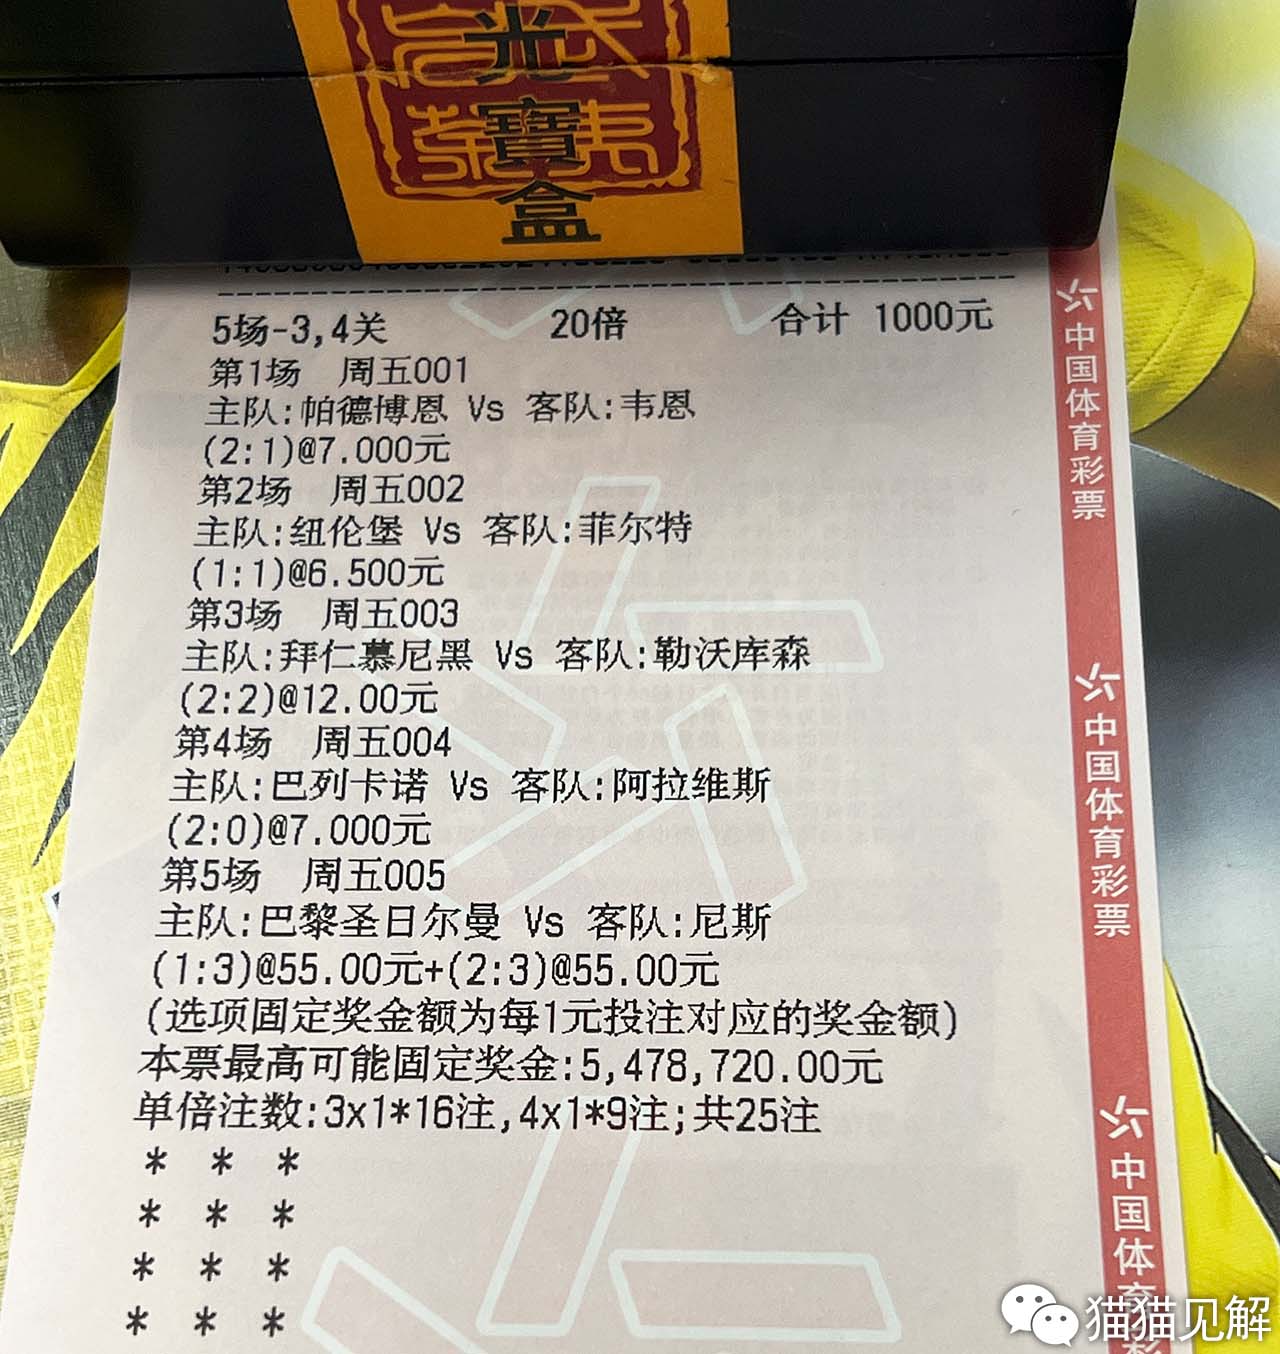 光
寶
盒
5场-3,4关 20倍 合计 1000元
第1场 周五001
主队:帕德博恩 Vs 客队:韦恩
(2:1)@7.000元
第2场 周五002
主队:纽伦堡 Vs 客队:菲尔特
(1:1)@6.500元
第3场 周五003
主队:拜仁慕尼黑 Vs 客队:勒沃库森
(2:2)@12.00元
第4场 周五004
主队:巴列卡诺 Vs 客队:阿拉维斯
(2:0)@7.000元
第5场 周五005
主队:巴黎圣日尔曼 Vs 客队:尼斯
(1:3)@55.00元+(2:3)@55.00元
(选项固定奖金额为每1元投注对应的奖金额)
本票最高可能固定奖金:5,478,720.00元
单倍注数:3x1*16注,4x1*9注;共25注
* * *
* * *
* * *
* * *
中国体育彩票
中国体育彩票
中国体育彩
猫猫见解